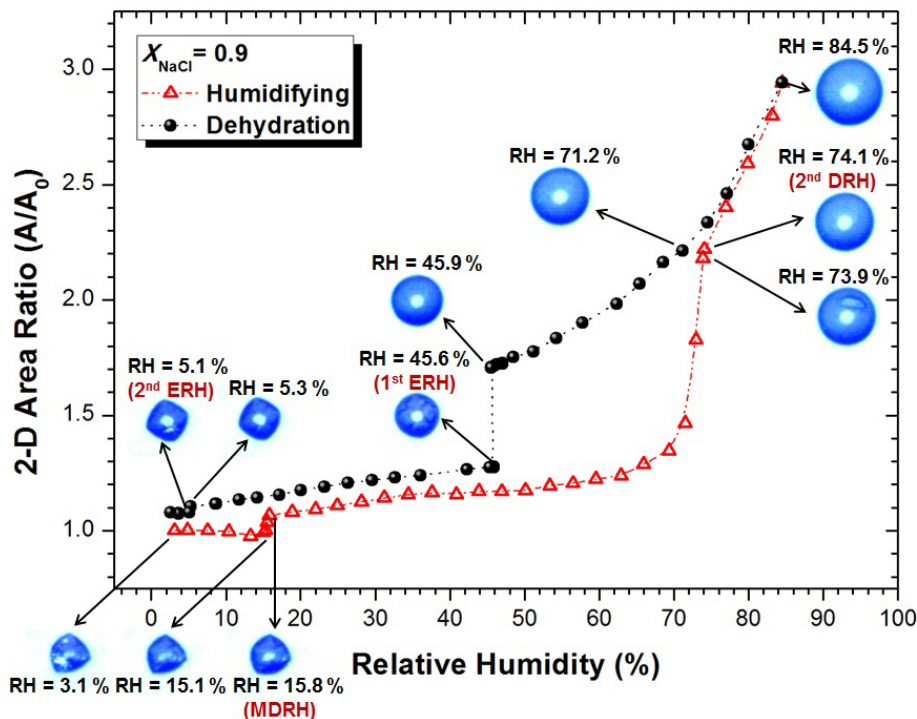 X_NaCl = 0.9
Humidifying
Dehydration
RH = 84.5 %
RH = 71.2 %
RH = 74.1 %
(2nd DRH)
RH = 73.9 %
RH = 45.9 %
RH = 45.6 %
(1st ERH)
RH = 5.1 %
(2nd ERH)
RH = 5.3 %
2-D Area Ratio (A/A0)
3.0
2.5
2.0
1.5
1.0
0 10 20 30 40 50 60 70 80 90 100
Relative Humidity (%)
RH = 3.1 %
RH = 15.1 %
RH = 15.8 %
(MDRH)